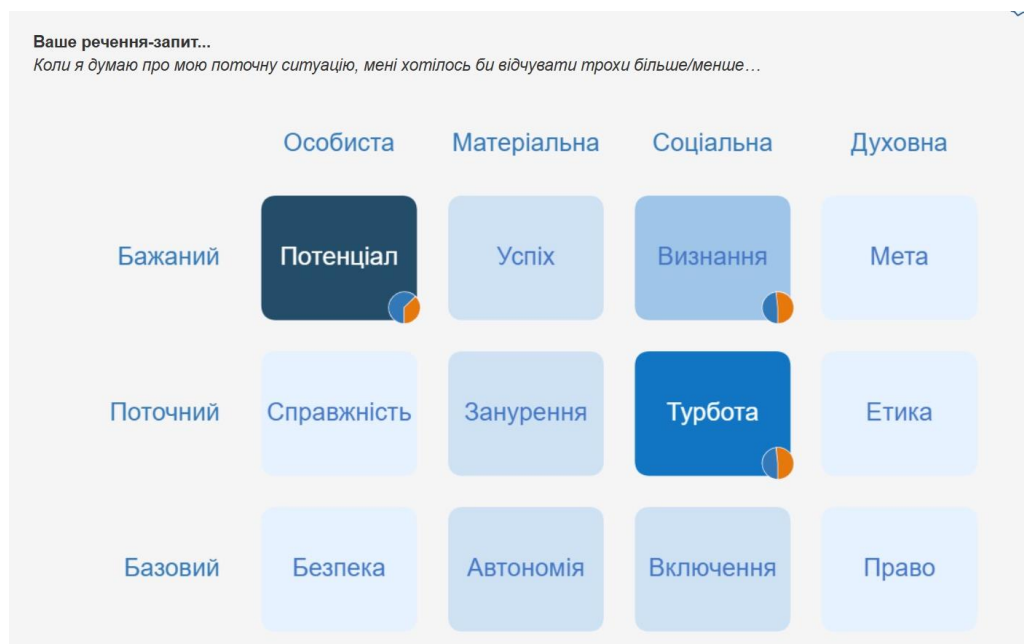 Ваше речення-запит...
Коли я думаю про мою поточну ситуацію, мені хотілось би відчувати трохи більше/менше…
Особиста Матеріальна Соціальна Духовна
Бажаний Потенціал Успіх Визнання Мета
Поточний Справжність Занурення Турбота Етика
Базовий Безпека Автономія Включення Право